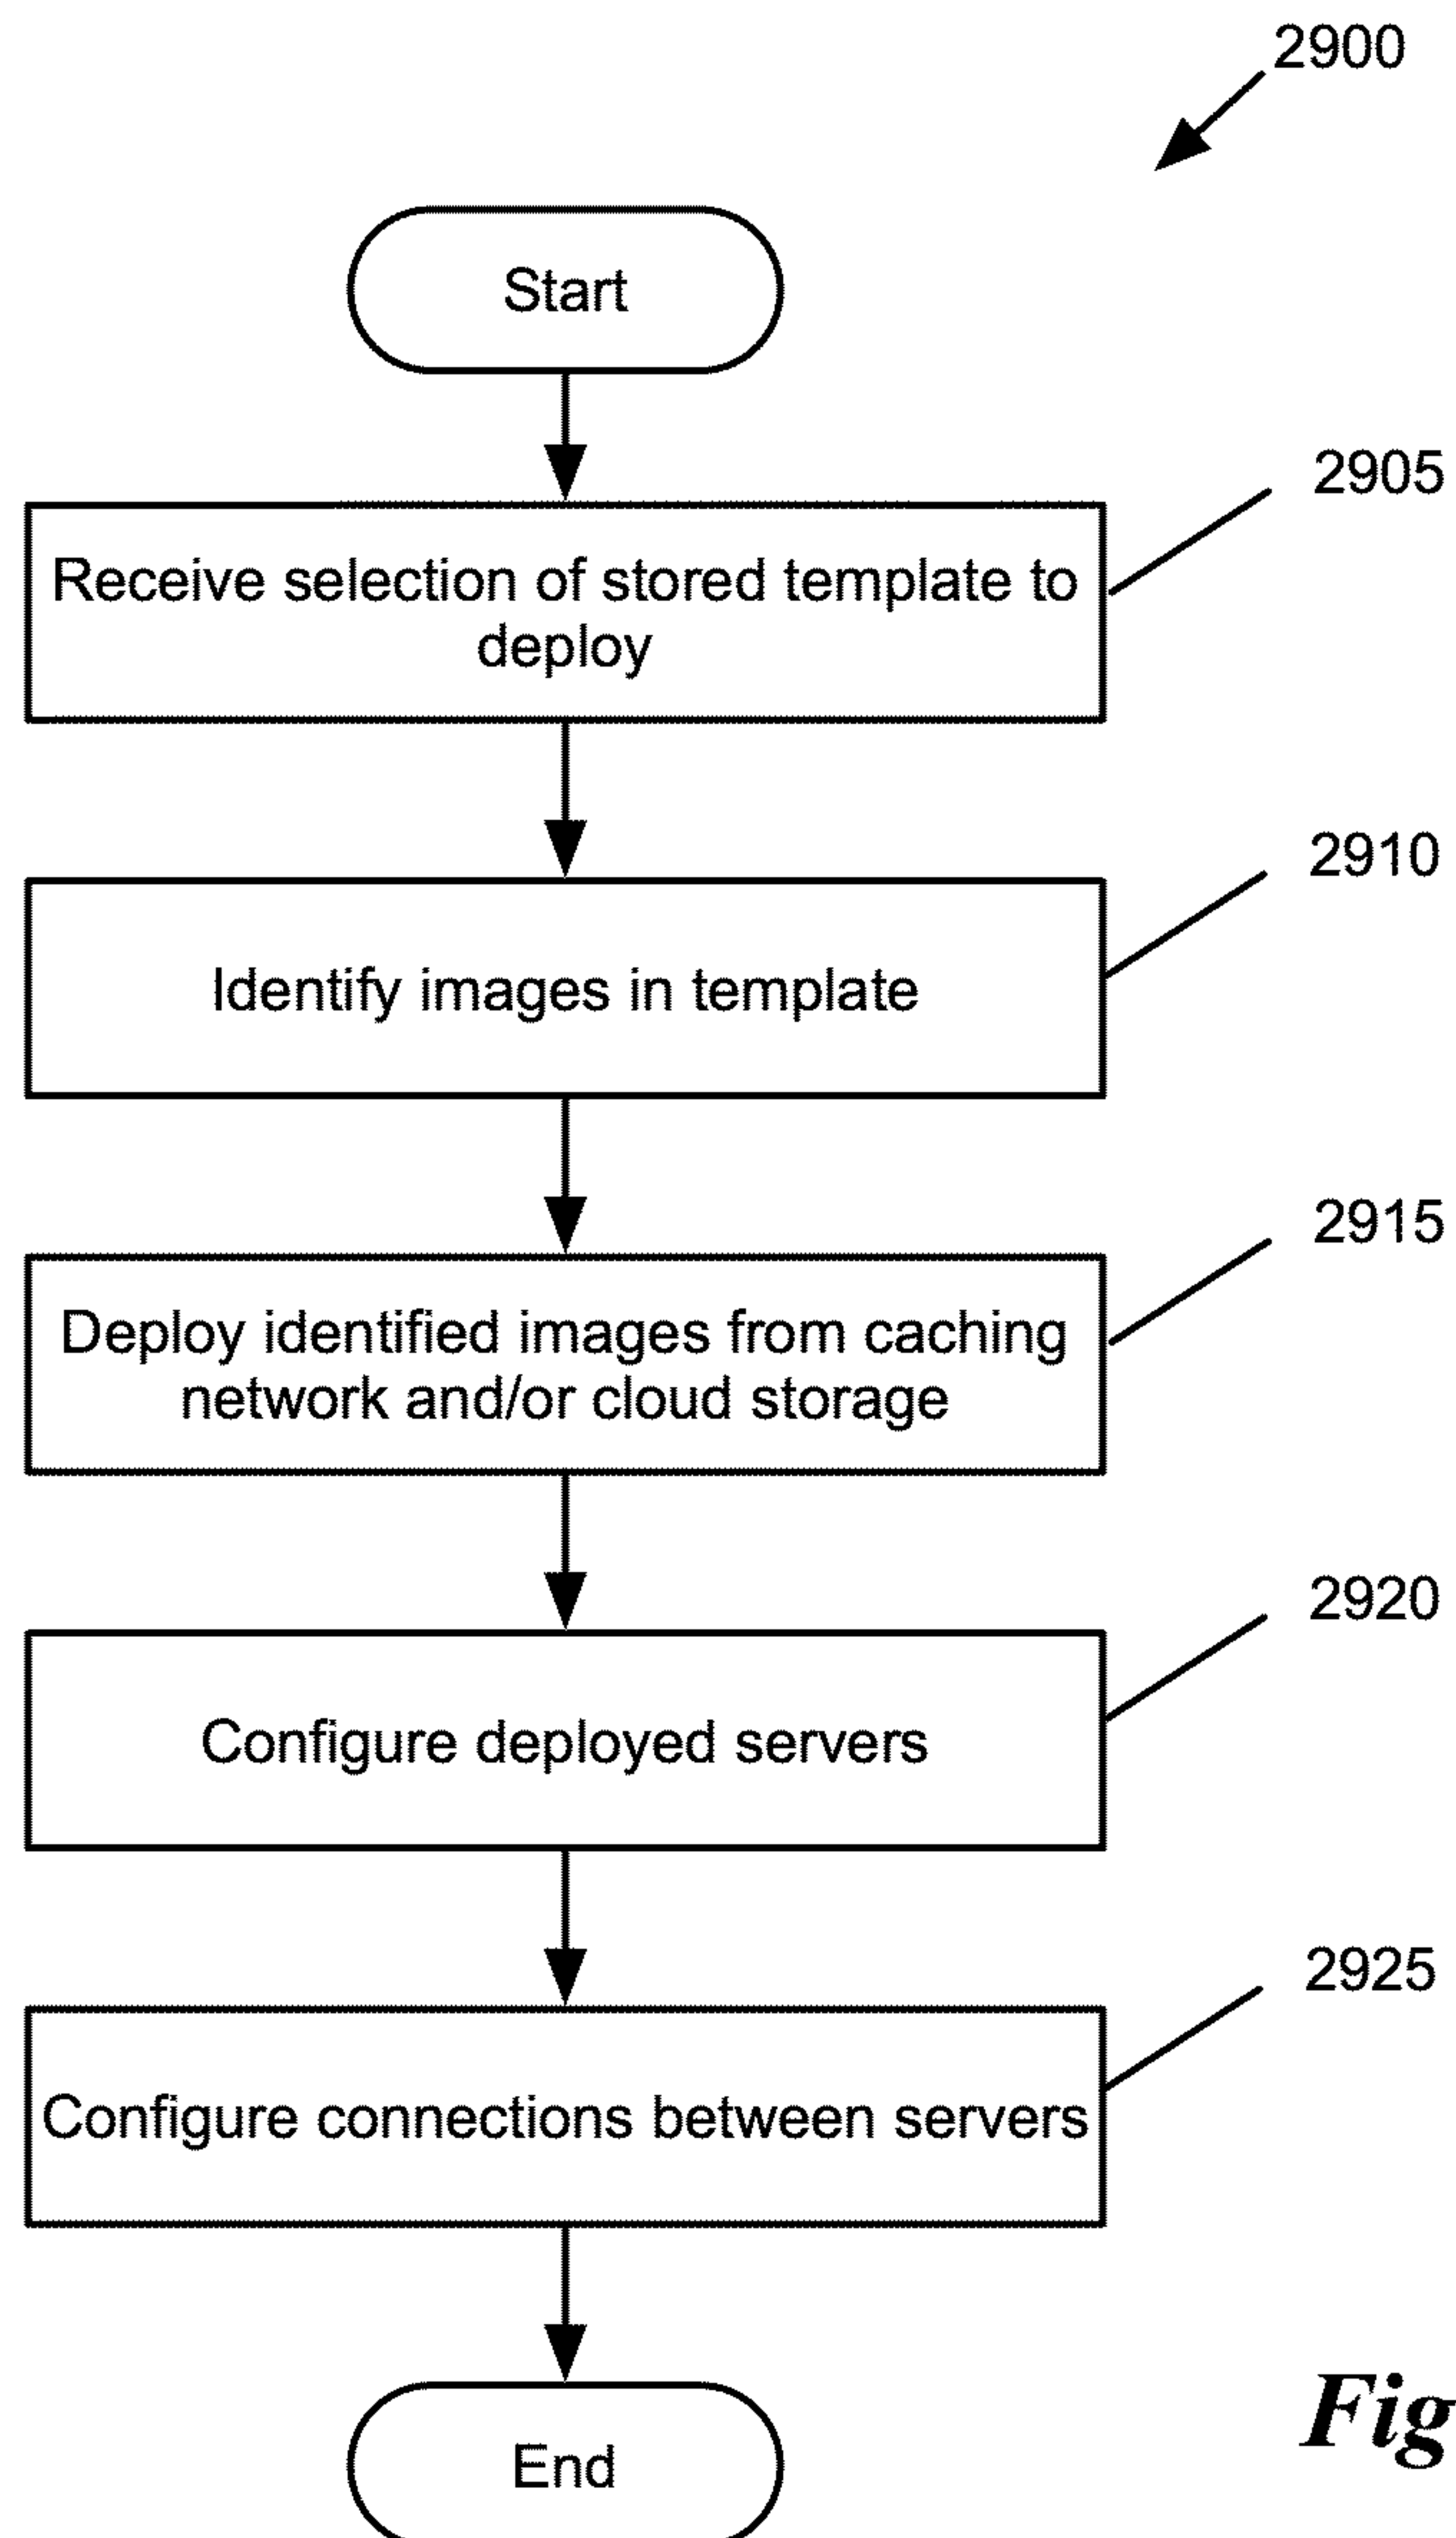 2900
Start
2905
Receive selection of stored template to
deploy
2910
Identify images in template
2915
Deploy identified images from caching
network and/or cloud storage
2920
Configure deployed servers
2925
Configure connections between servers
End
Fig